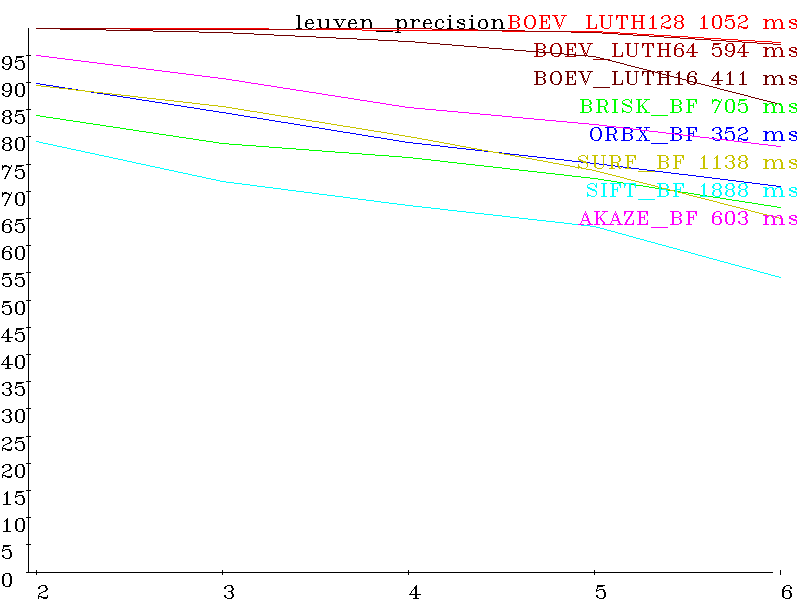 leuven_precision BOEV_LUTH128 1052 ms
BOEV_LUTH64 594 ms
BOEV_LUTH16 411 ms
BRISK_BF 705 ms
ORBX_BF 352 ms
SURF_BF 1138 ms
SIFT_BF 1888 ms
AKAZE_BF 603 ms
95
90
85
80
75
70
65
60
55
50
45
40
35
30
25
20
15
10
5
0
2 3 4 5 6